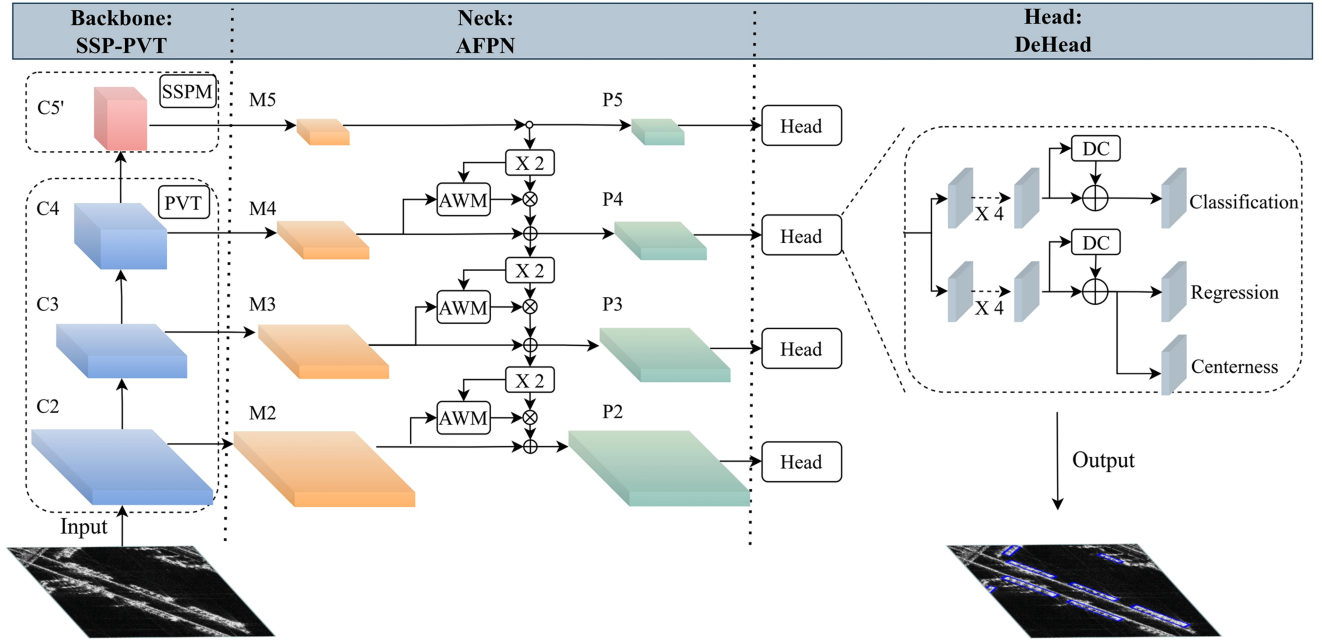 Backbone:
SSP-PVT
Neck:
AFPN
Head:
DeHead
C5'
SSPM
M5
P5
Head
X 2
AWM
C4
PVT
M4
P4
Head
X 2
AWM
C3
M3
P3
Head
X 2
AWM
C2
M2
P2
Head
DC
X 4
Classification
DC
X 4
Regression
Centerness
Input
Output